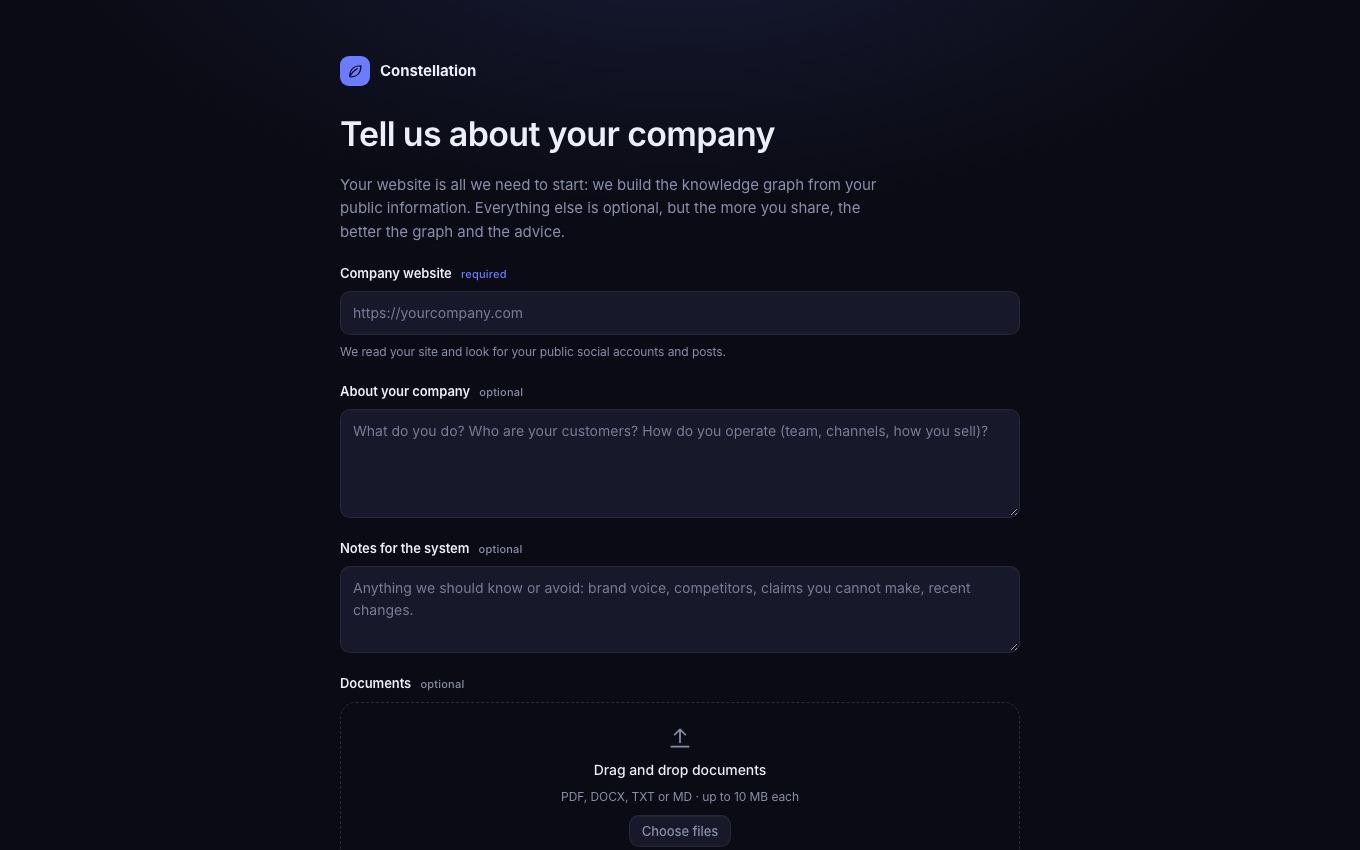 Constellation
Tell us about your company
Your website is all we need to start: we build the knowledge graph from your
public information. Everything else is optional, but the more you share, the
better the graph and the advice.
Company website required
https://yourcompany.com
We read your site and look for your public social accounts and posts.
About your company optional
What do you do? Who are your customers? How do you operate (team, channels, how you sell)?
Notes for the system optional
Anything we should know or avoid: brand voice, competitors, claims you cannot make, recent
changes.
Documents optional
Drag and drop documents
PDF, DOCX, TXT or MD · up to 10 MB each
Choose files